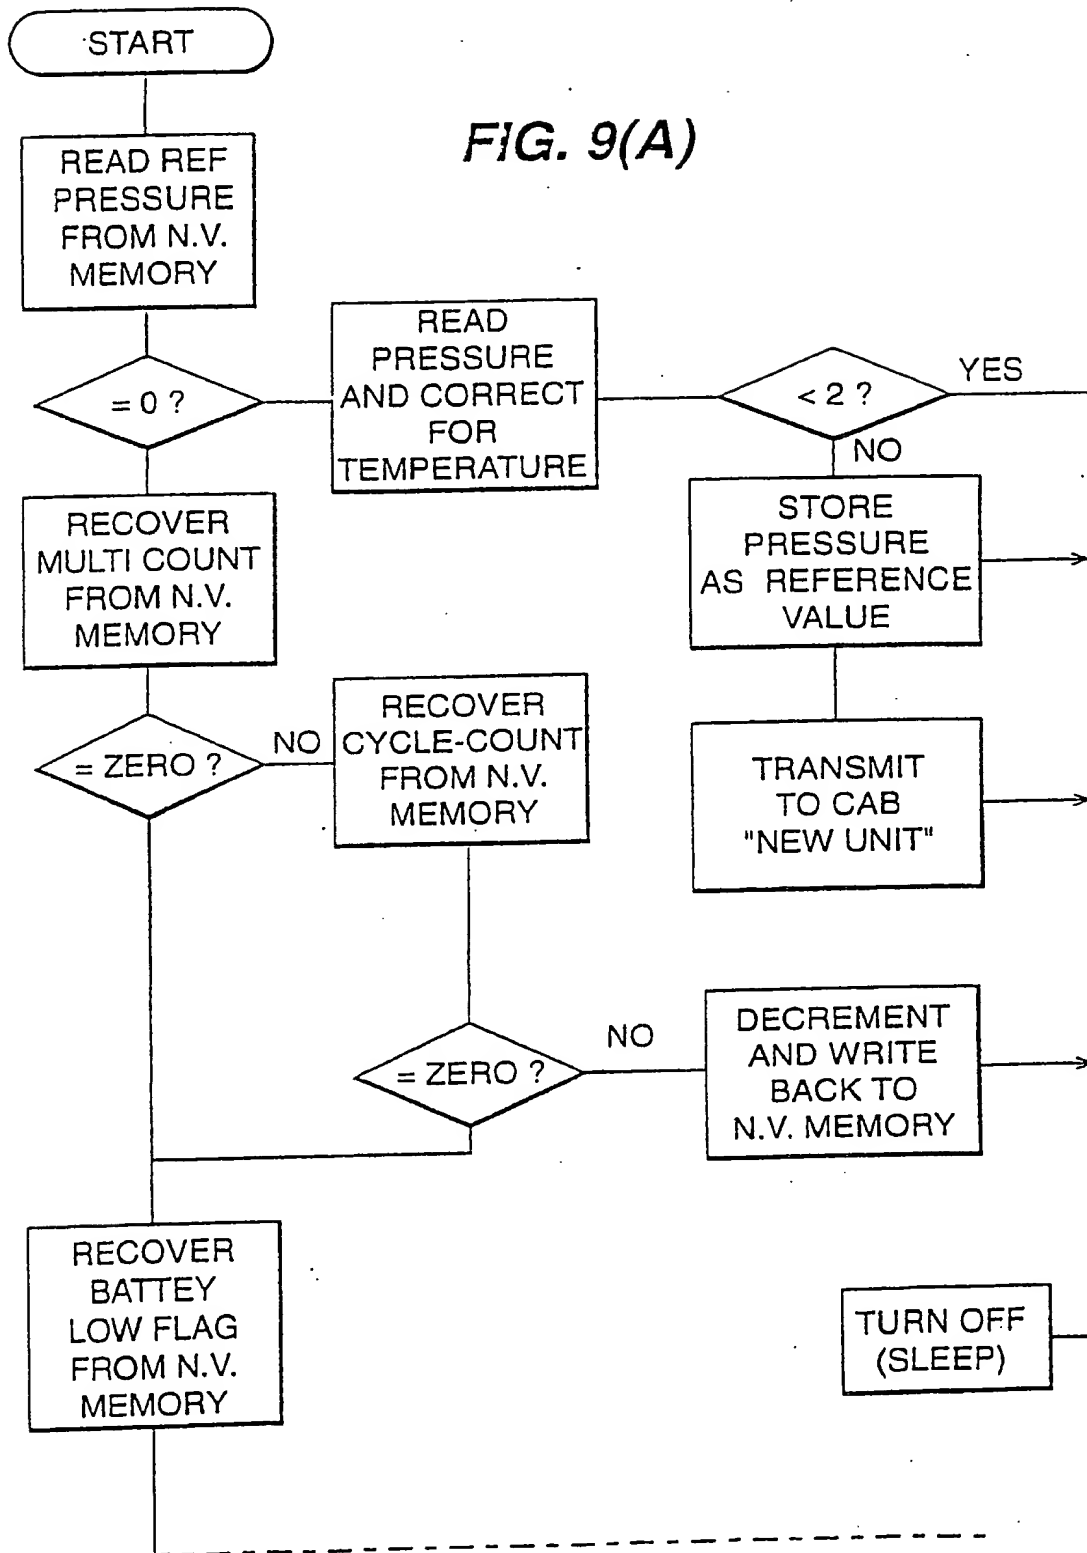 START
FIG. 9(A)
READ REF
PRESSURE
FROM N.V.
MEMORY
= 0 ?
READ
PRESSURE
AND CORRECT
FOR
TEMPERATURE
< 2 ?
YES
NO
STORE
PRESSURE
AS REFERENCE
VALUE
RECOVER
MULTI COUNT
FROM N.V.
MEMORY
= ZERO ?
NO
RECOVER
CYCLE-COUNT
FROM N.V.
MEMORY
TRANSMIT
TO CAB
"NEW UNIT"
= ZERO ?
NO
DECREMENT
AND WRITE
BACK TO
N.V. MEMORY
RECOVER
BATTEY
LOW FLAG
FROM N.V.
MEMORY
TURN OFF
(SLEEP)